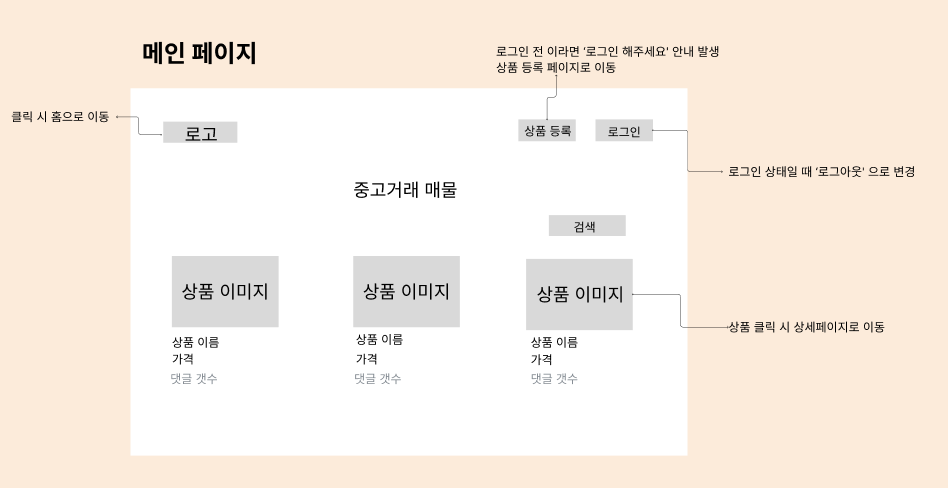 메인 페이지
로그인 전 이라면 '로그인 해주세요' 안내 발생
상품 등록 페이지로 이동
클릭 시 홈으로 이동
로고
상품 등록
로그인
로그인 상태일 때 '로그아웃' 으로 변경
중고거래 매물
검색
상품 이미지
상품 이미지
상품 이미지
상품 클릭 시 상세페이지로 이동
상품 이름
상품 이름
상품 이름
가격
가격
가격
댓글 갯수
댓글 갯수
댓글 갯수